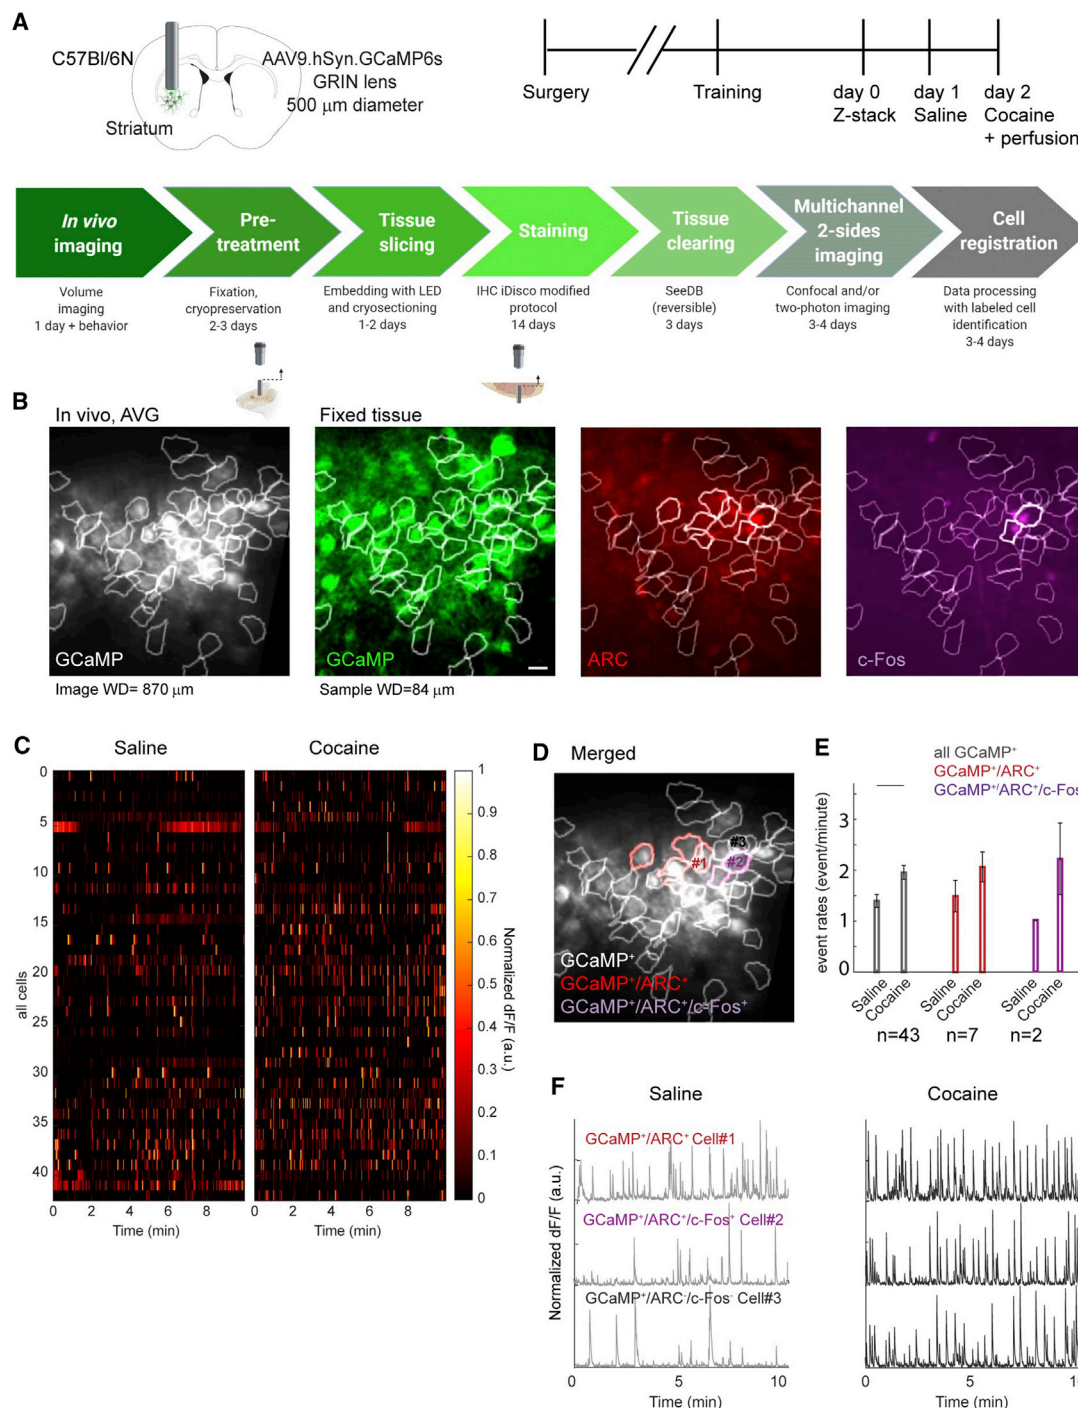 A
C57Bl/6N
AAV9.hSyn.GCaMP6s
GRIN lens
500 μm diameter
Striatum
Surgery
Training
day 0
Z-stack
day 1
Saline
day 2
Cocaine
+ perfusion
In vivo
imaging
Pre-
treatment
Tissue
slicing
Staining
Tissue
clearing
Multichannel
2-sides
imaging
Cell
registration
Volume
imaging
1 day + behavior
Fixation,
cryopreservation
2-3 days
Embedding with LED
and cryosectioning
1-2 days
IHC iDisco modified
protocol
14 days
SeeDB
(reversible)
3 days
Confocal and/or
two-photon imaging
3-4 days
Data processing
with labeled cell
identification
3-4 days
B
In vivo, AVG
Fixed tissue
GCaMP
GCaMP
ARC
c-Fos
Image WD= 870 μm
Sample WD=84 μm
C
Saline
Cocaine
0
5
10
15
20
25
30
35
40
all cells
0 2 4 6 8
Time (min)
0 2 4 6 8
Time (min)
1
0.9
0.8
0.7
0.6
0.5
0.4
0.3
0.2
0.1
0
Normalized dF/F (a.u.)
D
Merged
#3
#1
#2
GCaMP⁺
GCaMP⁺/ARC⁺
GCaMP⁺/ARC⁺/c-Fos⁺
E
all GCaMP⁺
GCaMP⁺/ARC⁺
GCaMP⁺/ARC⁺/c-Fos
event rates (event/minute)
3
2
1
0
Saline
Cocaine
Saline
Cocaine
Saline
Cocaine
n=43
n=7
n=2
F
Saline
Cocaine
GCaMP⁺/ARC⁺ Cell#1
GCaMP⁺/ARC⁺/c-Fos⁺ Cell#2
GCaMP⁺/ARC⁻/c-Fos⁻ Cell#3
Normalized dF/F (a.u.)
0 5 10
Time (min)
0 5 10
Time (min)